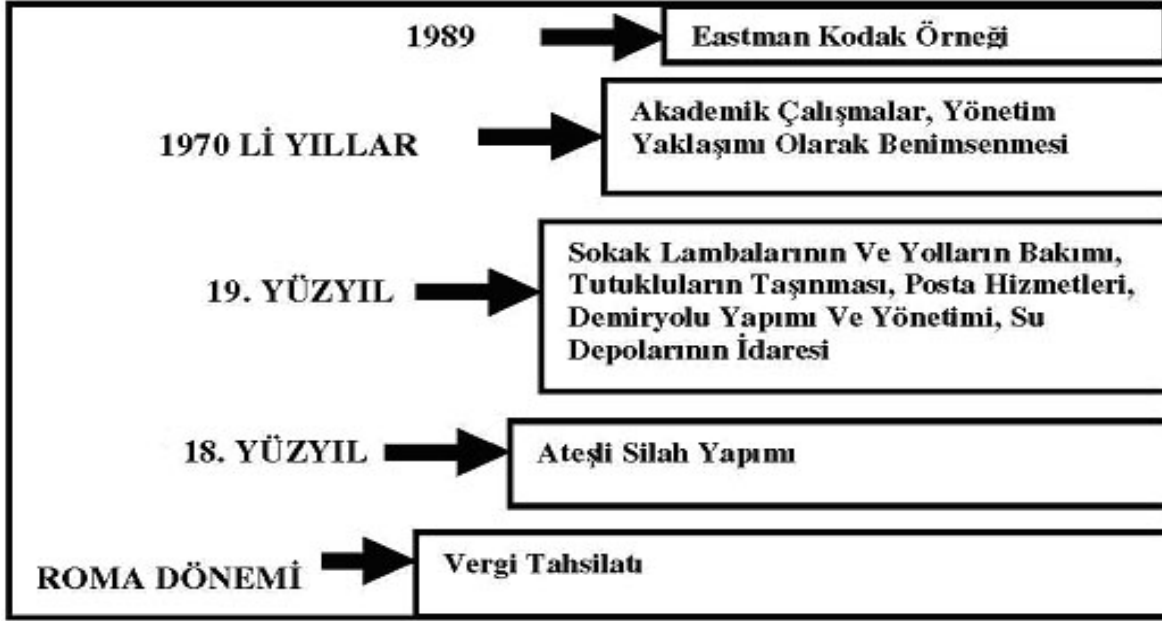 1989
Eastman Kodak Örneği
1970 Lİ YILLAR
Akademik Çalışmalar, Yönetim
Yaklaşımı Olarak Benimsenmesi
19. YÜZYIL
Sokak Lambalarının Ve Yolların Bakımı,
Tutukluların Taşınması, Posta Hizmetleri,
Demiryolu Yapımı Ve Yönetimi, Su
Depolarının İdaresi
18. YÜZYIL
Ateşli Silah Yapımı
ROMA DÖNEMİ
Vergi Tahsilatı